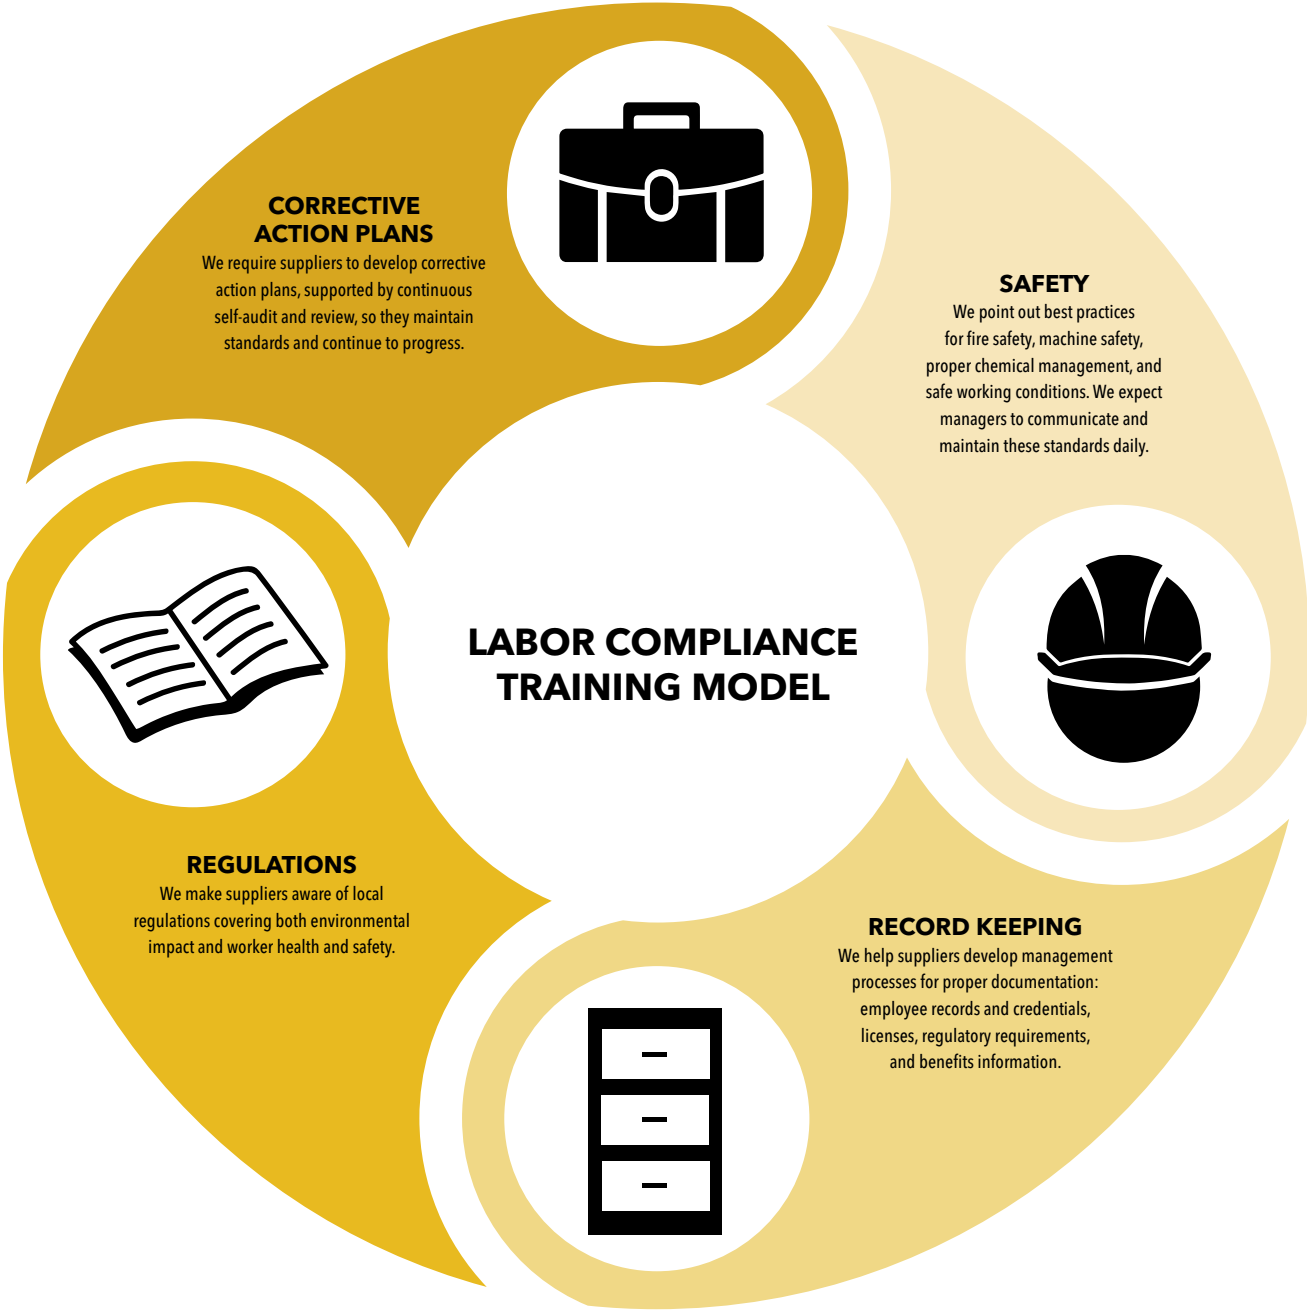 CORRECTIVE
ACTION PLANS
We require suppliers to develop corrective
action plans, supported by continuous
self-audit and review, so they maintain
standards and continue to progress.
SAFETY
We point out best practices
for fire safety, machine safety,
proper chemical management, and
safe working conditions. We expect
managers to communicate and
maintain these standards daily.
LABOR COMPLIANCE
TRAINING MODEL
REGULATIONS
We make suppliers aware of local
regulations covering both environmental
impact and worker health and safety.
RECORD KEEPING
We help suppliers develop management
processes for proper documentation:
employee records and credentials,
licenses, regulatory requirements,
and benefits information.